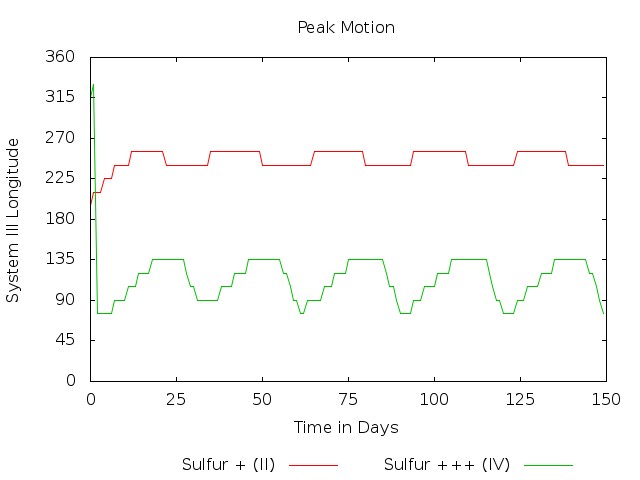 Peak Motion
360
315
270
225
180
135
90
45
0
System III Longitude
0 25 50 75 100 125 150
Time in Days
Sulfur + (II) Sulfur +++ (IV)